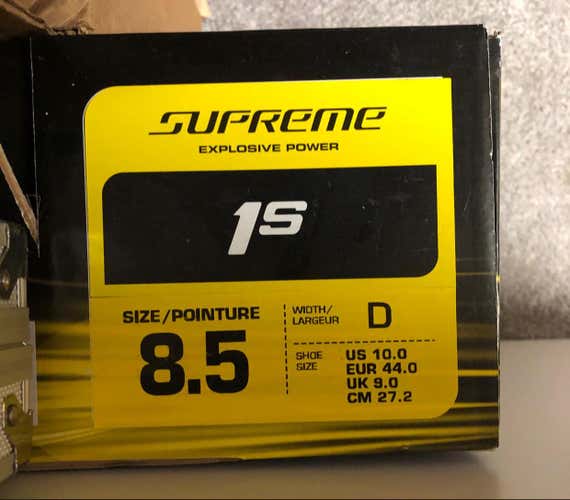 SUPREME
EXPLOSIVE POWER
1S
SIZE/POINTURE
8.5
WIDTH/
LARGEUR
D
SHOE
SIZE
US 10.0
EUR 44.0
UK 9.0
CM 27.2